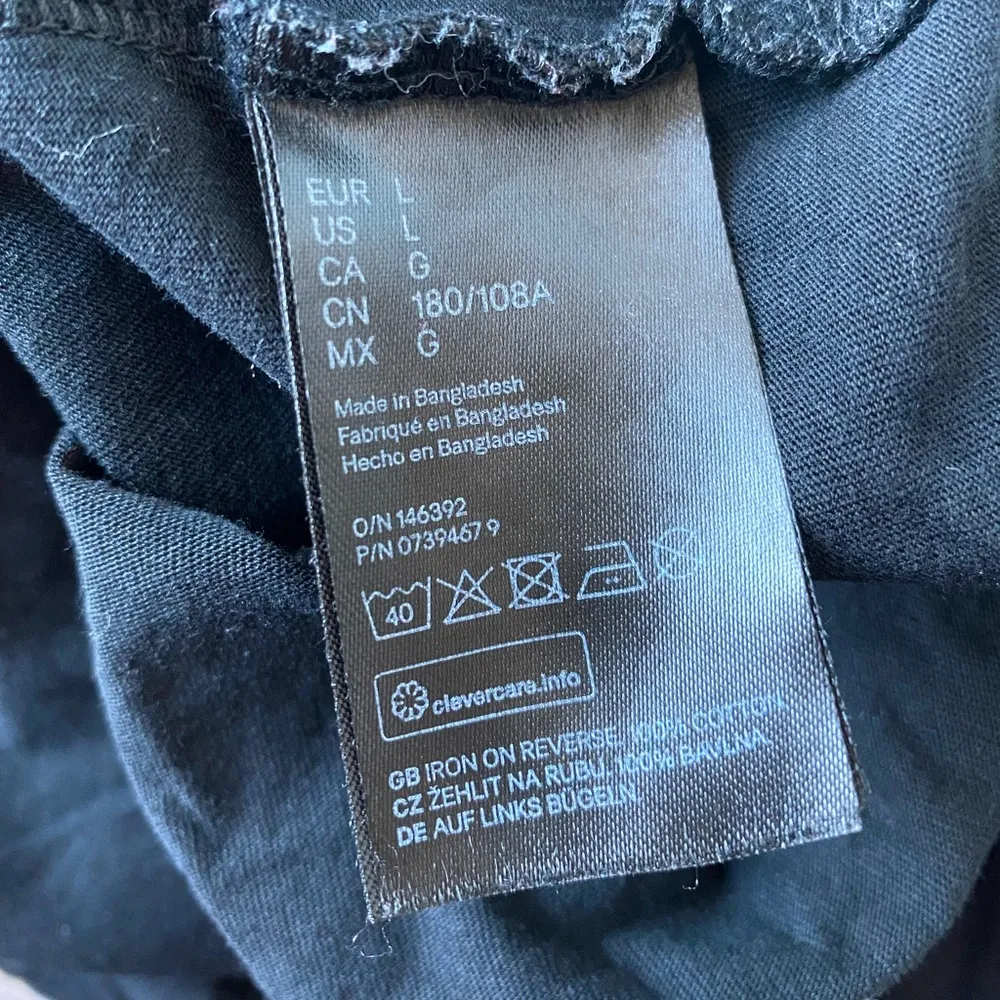 EUR L
US L
CA G
CN 180/108A
MX G
Made in Bangladesh
Fabriqué en Bangladesh
Hecho en Bangladesh
O/N 146392
P/N 0739467 9
40
clevercare.info
GB IRON ON REVERSE. 100% COTTON
CZ ŽEHLIT NA RUBU. 100% BAVLNA
DE AUF LINKS BÜGELN.